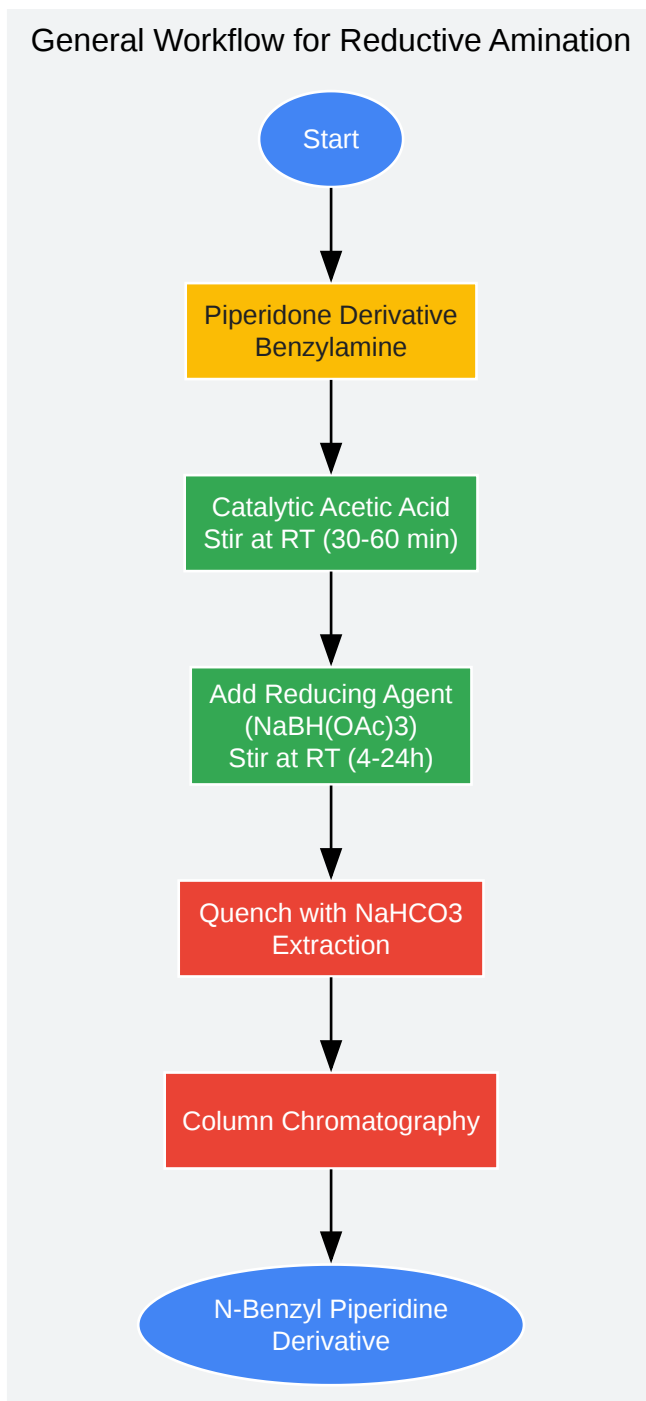 General Workflow for Reductive Amination
Start
Piperidone Derivative
Benzylamine
Catalytic Acetic Acid
Stir at RT (30-60 min)
Add Reducing Agent
(NaBH(OAc)3)
Stir at RT (4-24h)
Quench with NaHCO3
Extraction
Column Chromatography
N-Benzyl Piperidine
Derivative